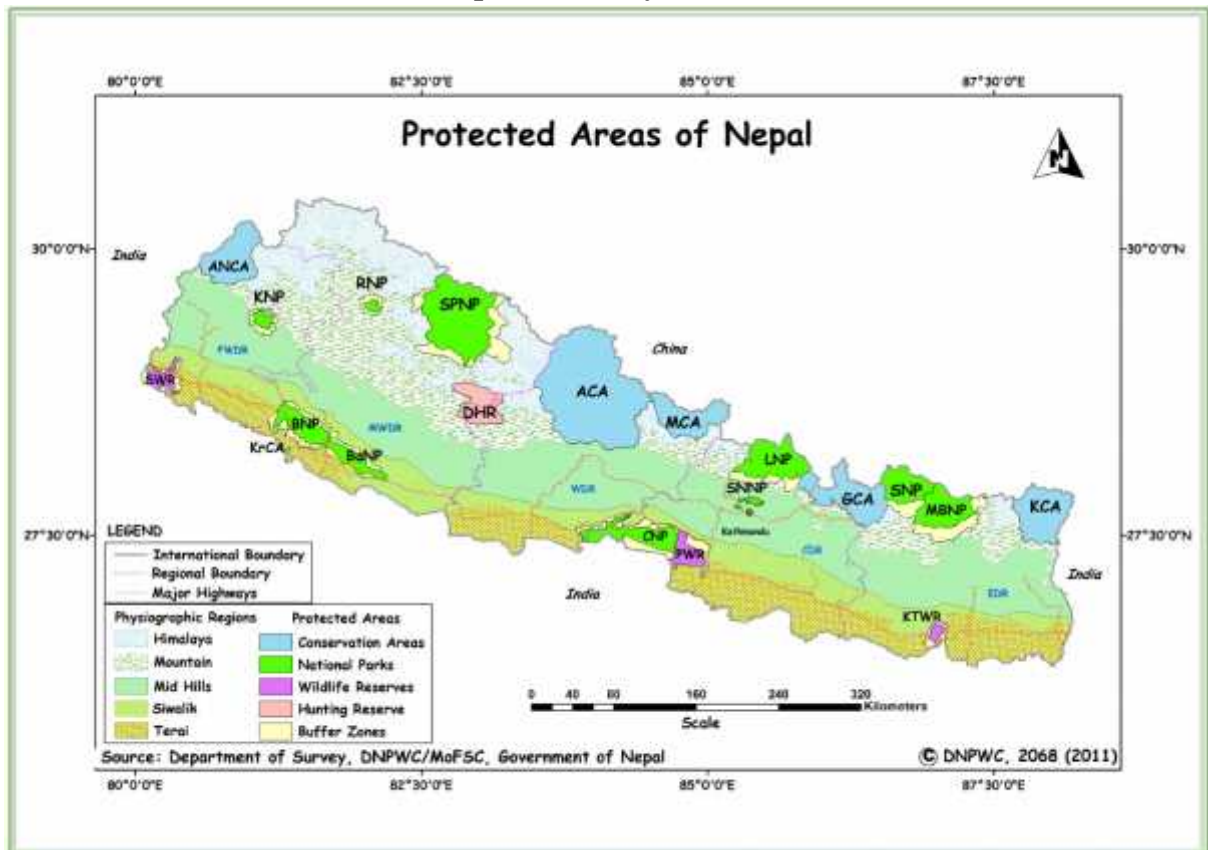 80°0'0"E 82°30'0"E 85°0'0"E 87°30'0"E
Protected Areas of Nepal
N
30°0'0"N 30°0'0"N
India
ANCA
KNP
RNP
SPNP
China
FWDR
SWR
ACA
DHR
MCA
BNP
MWDR
KrCA
BaNP
LNP
SNNP
WDR
GCA
SNP
MBNP
KCA
Kathmandu
27°30'0"N 27°30'0"N
CNP
PWR
CDR
India
India
EDR
KTWR
LEGEND
International Boundary
Regional Boundary
Major Highways
Physiographic Regions
Himalaya
Mountain
Mid Hills
Siwalik
Terai
Protected Areas
Conservation Areas
National Parks
Wildlife Reserves
Hunting Reserve
Buffer Zones
0 40 80 160 240 320
Kilometers
Scale
Source: Department of Survey, DNPWC/MoFSC, Government of Nepal
© DNPWC, 2068 (2011)
80°0'0"E 82°30'0"E 85°0'0"E 87°30'0"E